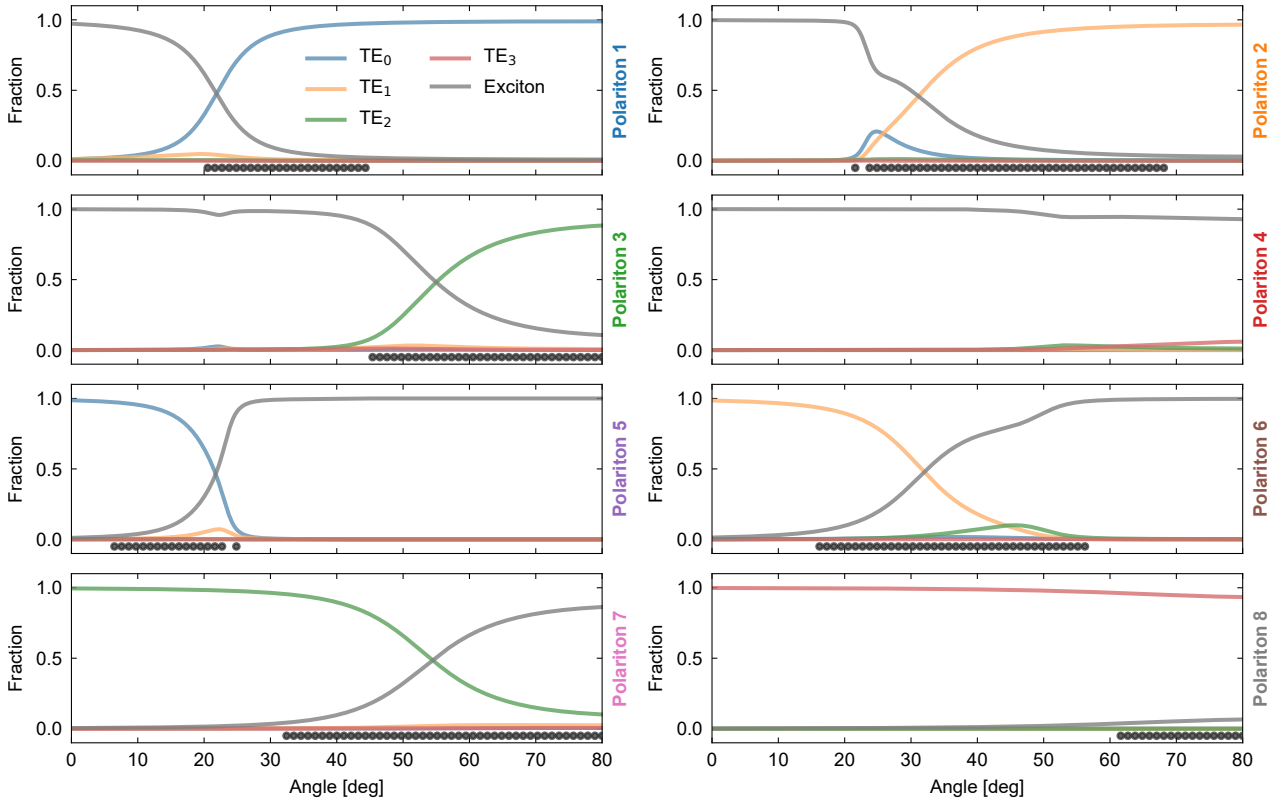 1.0
0.5
0.0
Fraction
TE0
TE1
TE2
TE3
Exciton
Polariton 1
1.0
0.5
0.0
Fraction
Polariton 2
1.0
0.5
0.0
Fraction
Polariton 3
1.0
0.5
0.0
Fraction
Polariton 4
1.0
0.5
0.0
Fraction
Polariton 5
1.0
0.5
0.0
Fraction
Polariton 6
1.0
0.5
0.0
Fraction
Polariton 7
0 10 20 30 40 50 60 70 80
Angle [deg]
1.0
0.5
0.0
Fraction
Polariton 8
0 10 20 30 40 50 60 70 80
Angle [deg]